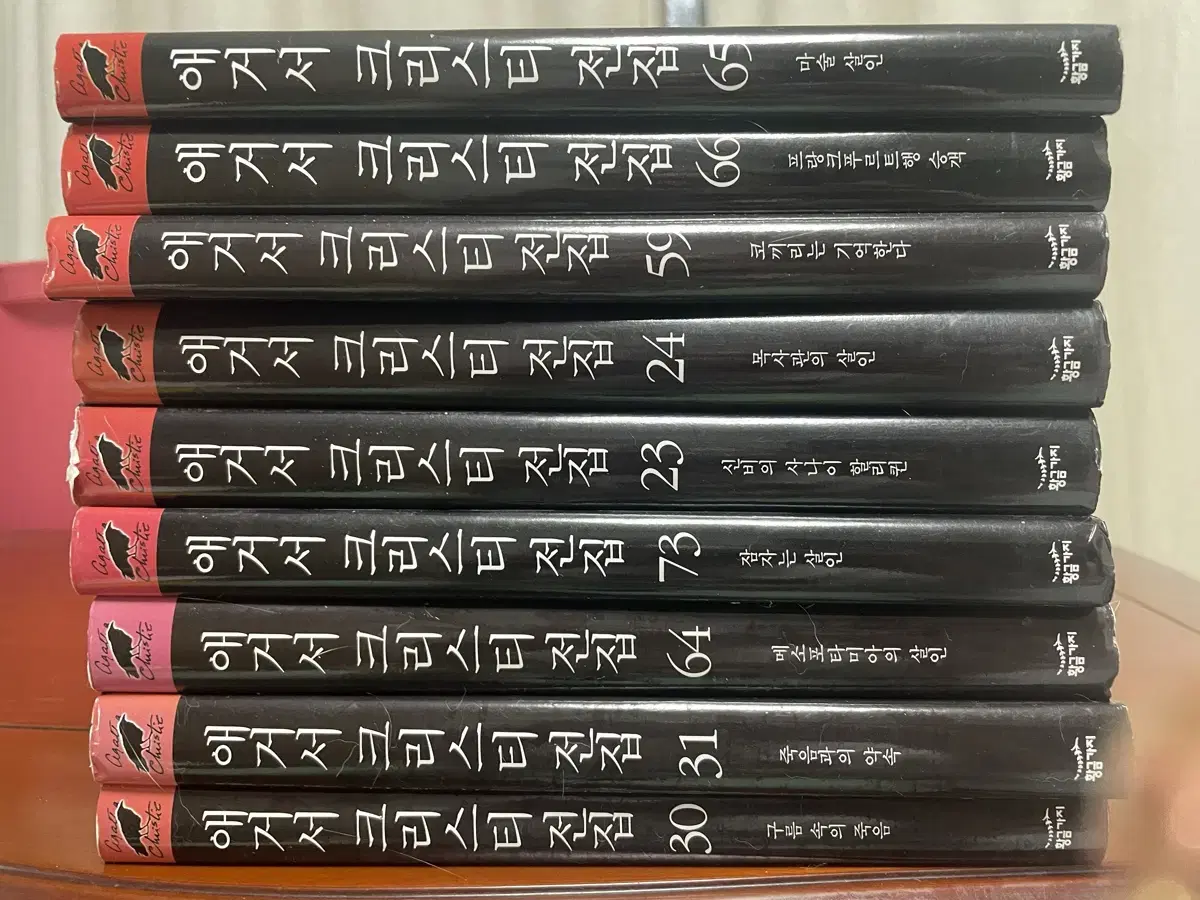 Agatha Christie 애거서 크리스티 전집 65 마술 살인 황금가지
Agatha Christie 애거서 크리스티 전집 66 프랑크푸르트행 승객 황금가지
Agatha Christie 애거서 크리스티 전집 59 코끼리는 기억한다 황금가지
Agatha Christie 애거서 크리스티 전집 24 목사관의 살인 황금가지
Agatha Christie 애거서 크리스티 전집 23 신비의 사나이 할리퀸 황금가지
Agatha Christie 애거서 크리스티 전집 73 잠자는 살인 황금가지
Agatha Christie 애거서 크리스티 전집 64 메소포타미아의 살인 황금가지
Agatha Christie 애거서 크리스티 전집 31 죽음과의 약속 황금가지
Agatha Christie 애거서 크리스티 전집 30 구름 속의 죽음 황금가지